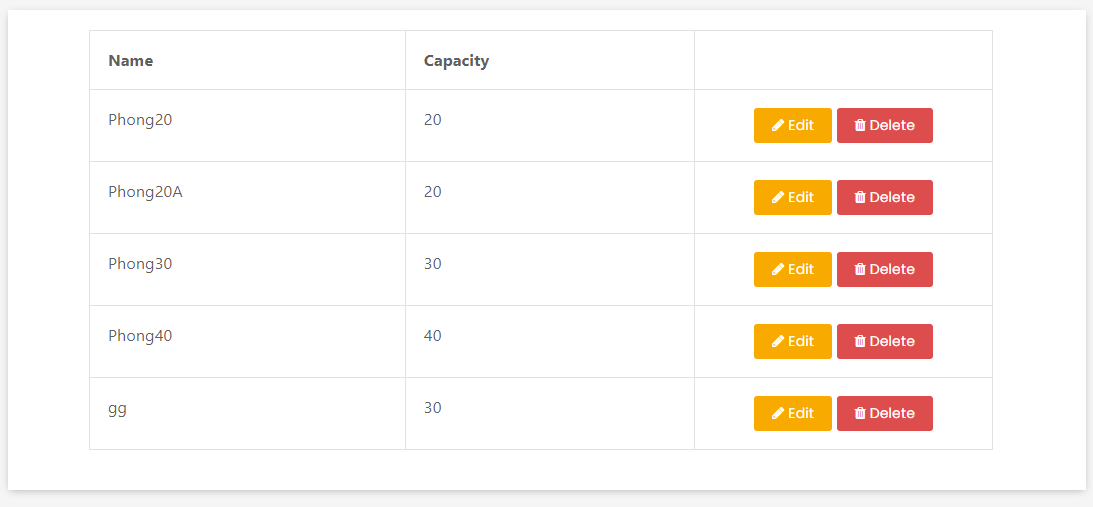 Name Capacity
Phong20 20 Edit Delete
Phong20A 20 Edit Delete
Phong30 30 Edit Delete
Phong40 40 Edit Delete
gg 30 Edit Delete